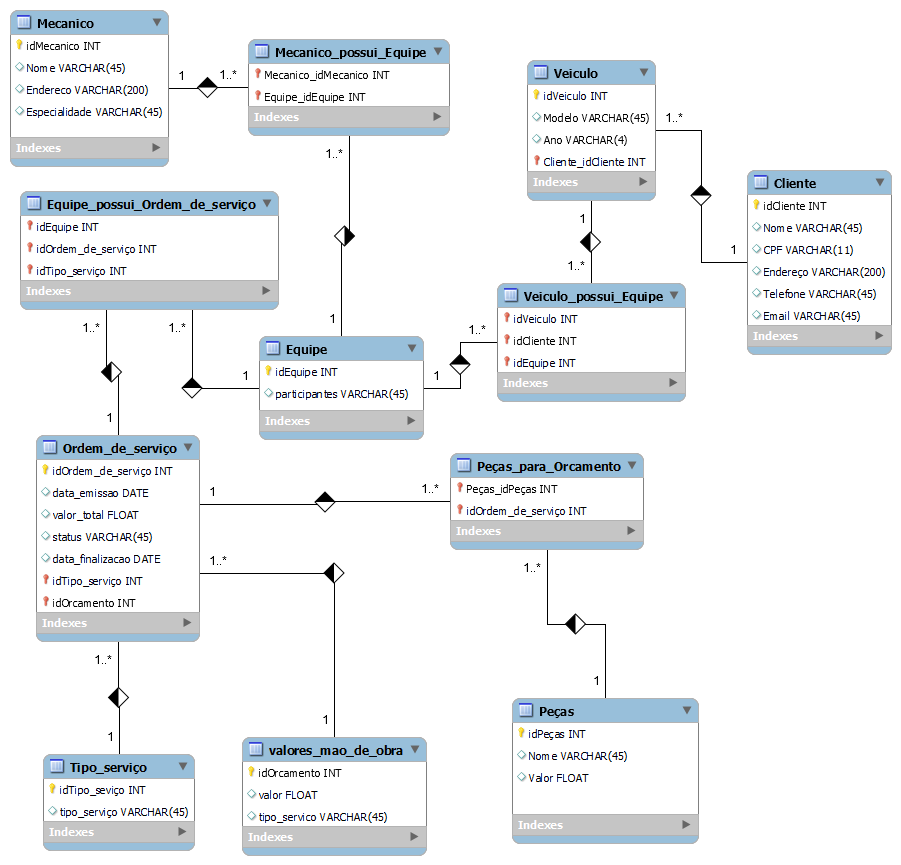 Mecanico
idMecanico INT
Nome VARCHAR(45)
Endereco VARCHAR(200)
Especialidade VARCHAR(45)
Indexes
1
1..*
Mecanico_possui_Equipe
Mecanico_idMecanico INT
Equipe_idEquipe INT
Indexes
1..*
1
Veiculo
idVeiculo INT
Modelo VARCHAR(45)
Ano VARCHAR(4)
Cliente_idCliente INT
Indexes
1..*
1
Cliente
idCliente INT
Nome VARCHAR(45)
CPF VARCHAR(11)
Endereço VARCHAR(200)
Telefone VARCHAR(45)
Email VARCHAR(45)
Indexes
1
1..*
Equipe_possui_Ordem_de_serviço
idEquipe INT
idOrdem_de_serviço INT
idTipo_serviço INT
Indexes
1..*
1..*
1
1
Veiculo_possui_Equipe
idVeiculo INT
idCliente INT
idEquipe INT
Indexes
1..*
1
Equipe
idEquipe INT
participantes VARCHAR(45)
Indexes
Ordem_de_serviço
idOrdem_de_serviço INT
data_emissao DATE
valor_total FLOAT
status VARCHAR(45)
data_finalizacao DATE
idTipo_serviço INT
idOrcamento INT
Indexes
1
1..*
Peças_para_Orcamento
Peças_idPeças INT
idOrdem_de_serviço INT
Indexes
1..*
1
1..*
1
1..*
1
Tipo_serviço
idTipo_seviço INT
tipo_serviço VARCHAR(45)
Indexes
valores_mao_de_obra
idOrcamento INT
valor FLOAT
tipo_servico VARCHAR(45)
Indexes
Peças
idPeças INT
Nome VARCHAR(45)
Valor FLOAT
Indexes